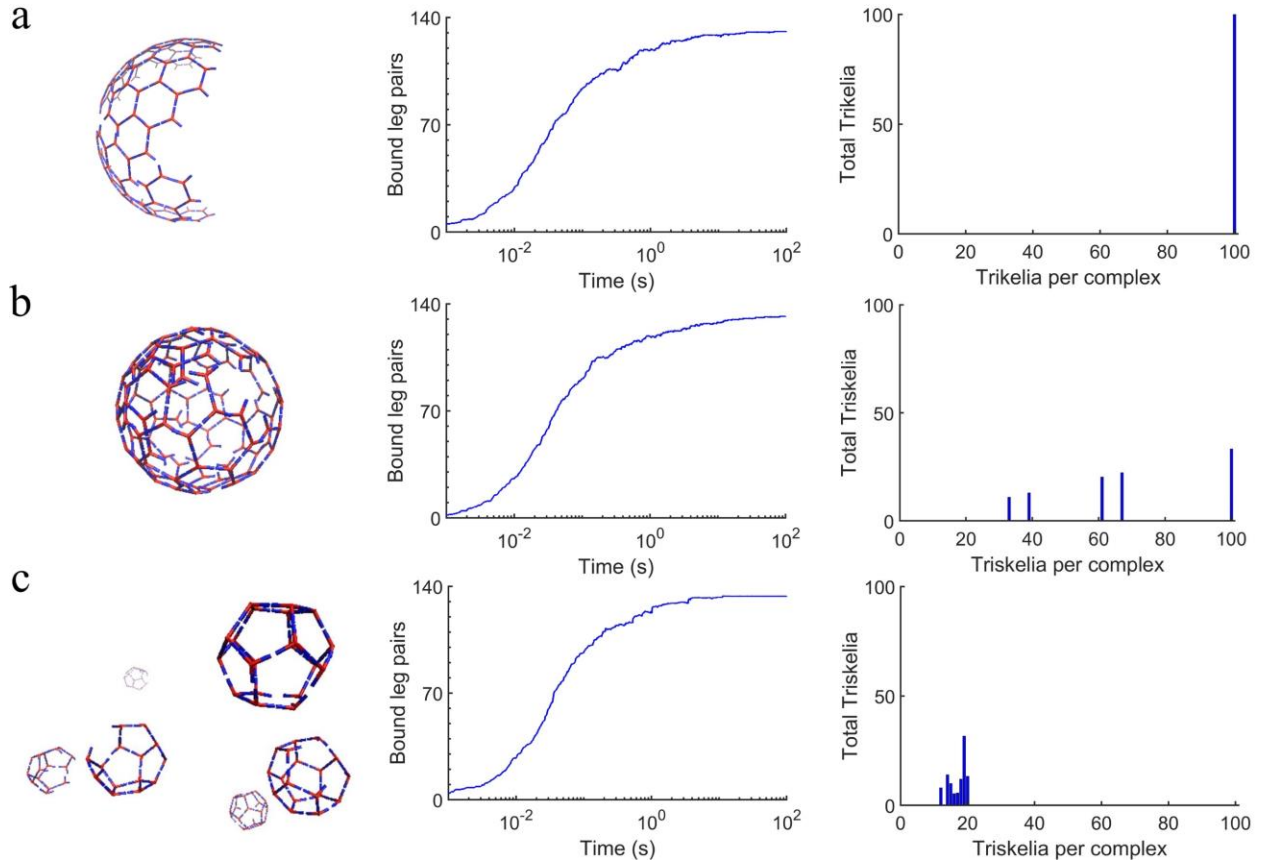 a
140
70
0
Bound leg pairs
10^-2
10^0
10^2
Time (s)
100
50
0
Total Trikelia
0 20 40 60 80 100
Trikelia per complex
b
140
70
0
Bound leg pairs
10^-2
10^0
10^2
Time (s)
100
50
0
Total Triskelia
0 20 40 60 80 100
Triskelia per complex
c
140
70
0
Bound leg pairs
10^-2
10^0
10^2
Time (s)
100
50
0
Total Triskelia
0 20 40 60 80 100
Triskelia per complex